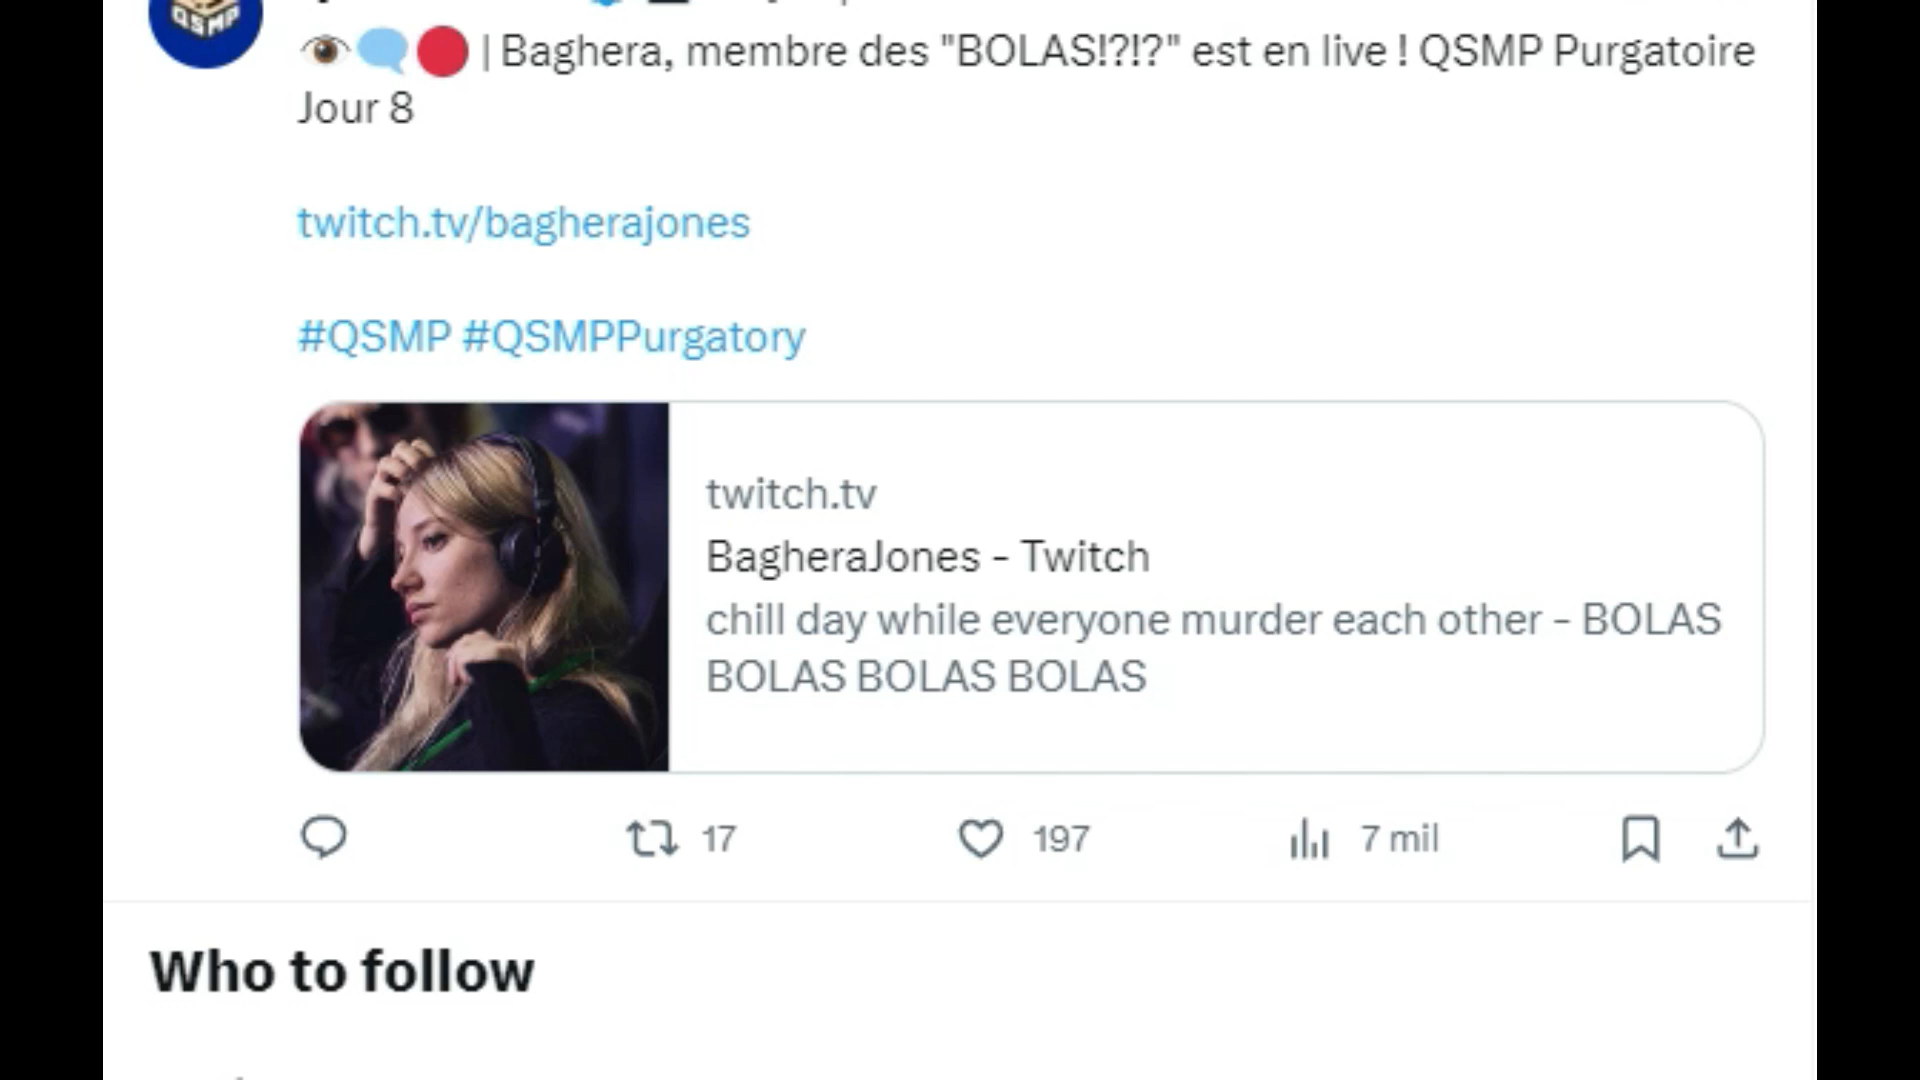 QSMP
| Baghera, membre des "BOLAS!?!?" est en live ! QSMP Purgatoire
Jour 8
twitch.tv/bagherajones
#QSMP #QSMPPurgatory
twitch.tv
BagheraJones - Twitch
chill day while everyone murder each other - BOLAS
BOLAS BOLAS BOLAS
17 197 7 mil
Who to follow